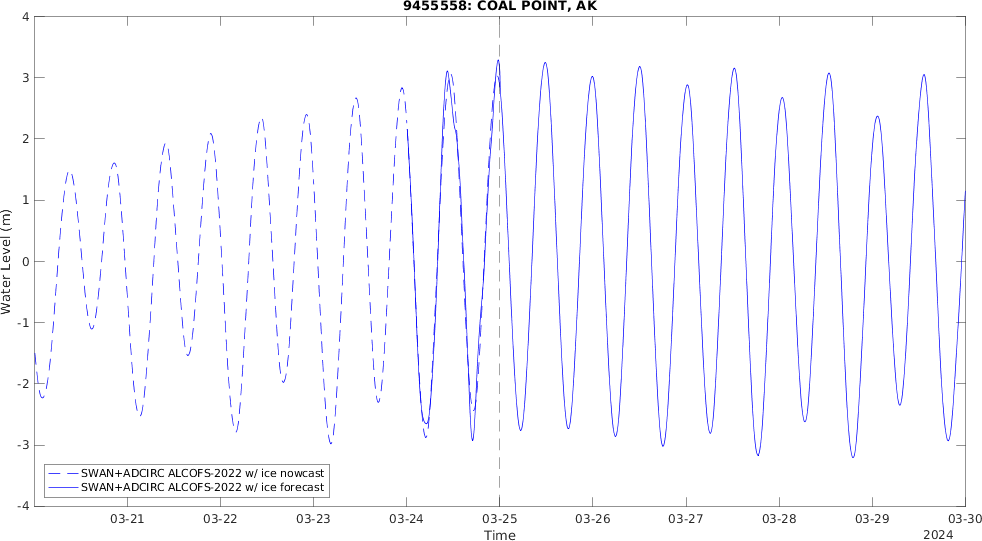 9455558: COAL POINT, AK
4
3
2
1
0
-1
-2
-3
-4
Water Level (m)
SWAN+ADCIRC ALCOFS-2022 w/ ice nowcast
SWAN+ADCIRC ALCOFS-2022 w/ ice forecast
03-21 03-22 03-23 03-24 03-25 03-26 03-27 03-28 03-29 03-30
Time
2024